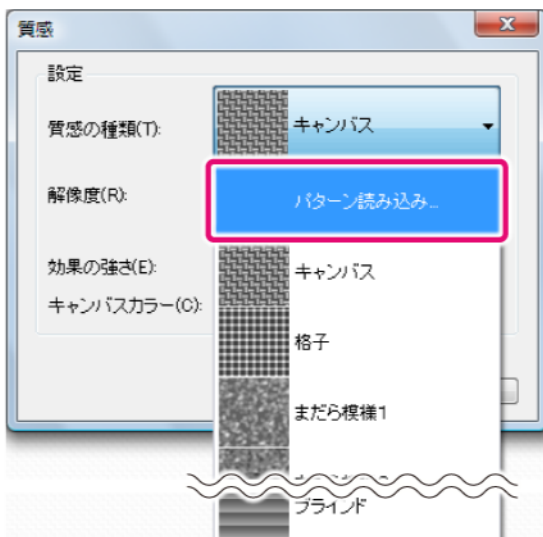 質感
設定
質感の種類(T):
キャンバス
解像度(R):
パターン読み込み...
効果の強さ(E):
キャンバス
キャンバスカラー(C):
格子
まだら模様1
ブラインド